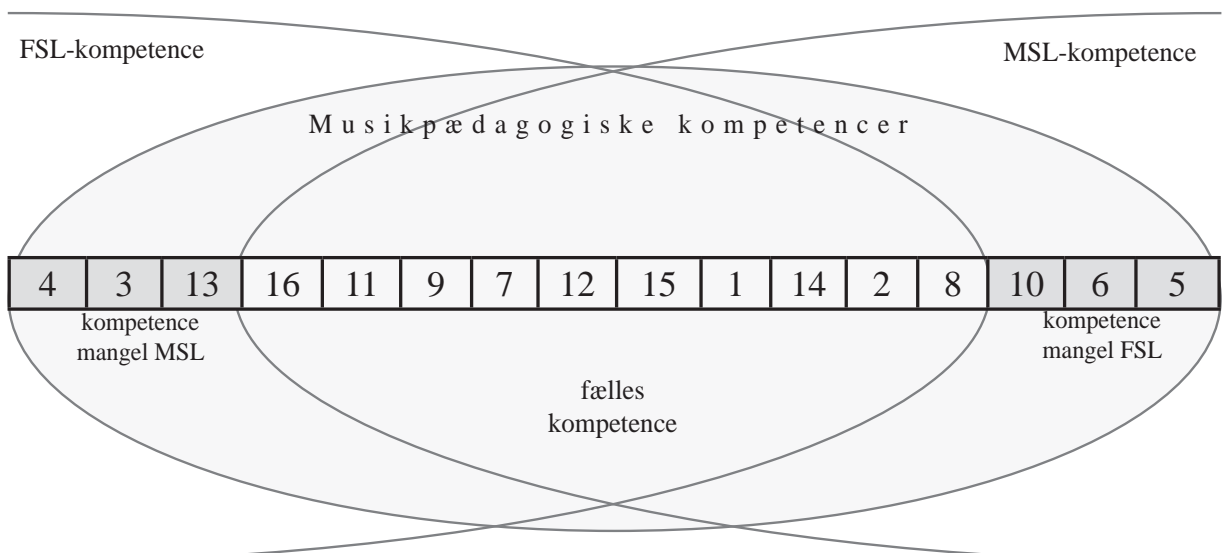 FSL-kompetence
MSL-kompetence
Musikpædagogiske kompetencer
4 3 13 16 11 9 7 12 15 1 14 2 8 10 6 5
kompetence
mangel MSL
kompetence
mangel FSL
fælles
kompetence